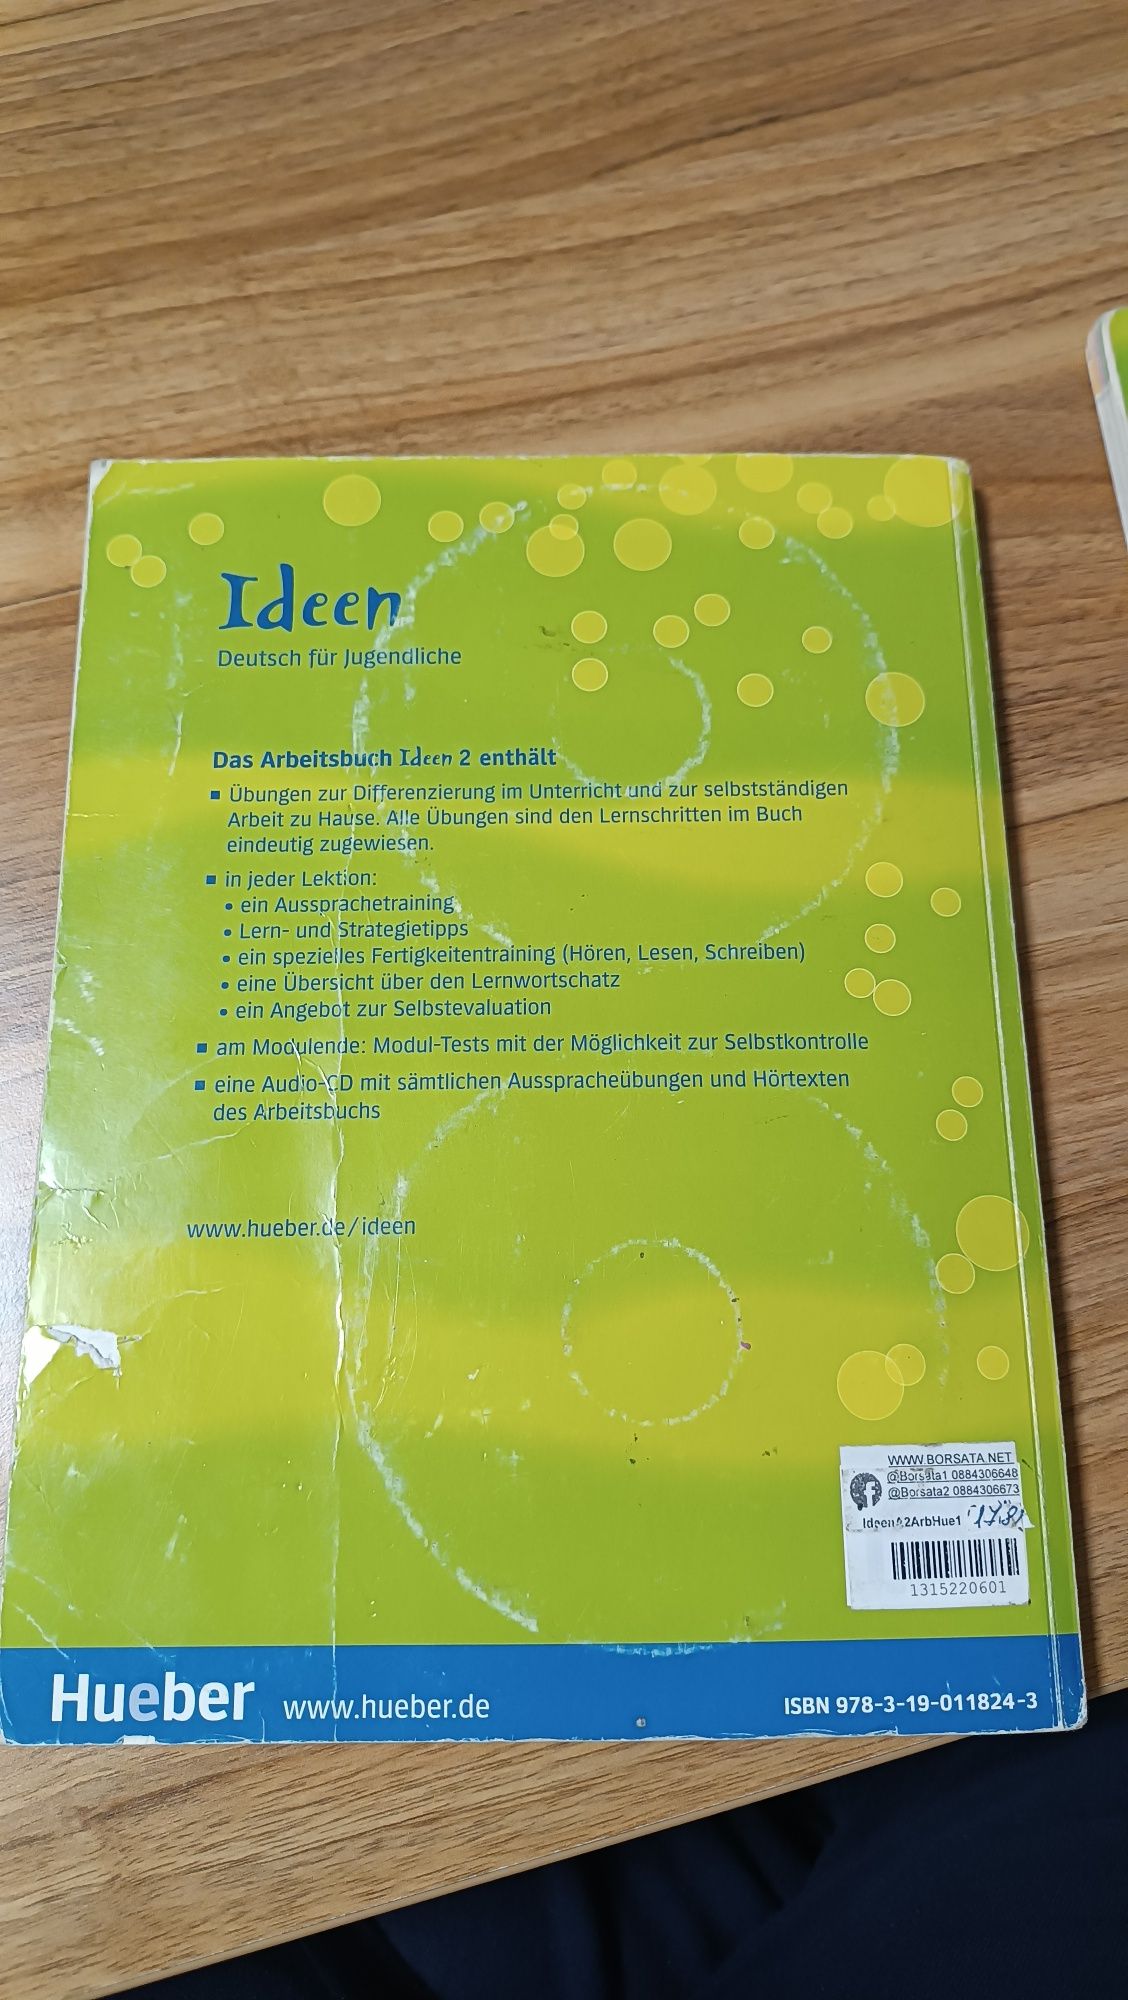 Ideen
Deutsch für Jugendliche
Das Arbeitsbuch Ideen 2 enthält
▪ Übungen zur Differenzierung im Unterricht und zur selbstständigen
Arbeit zu Hause. Alle Übungen sind den Lernschritten im Buch
eindeutig zugewiesen.
▪ in jeder Lektion:
• ein Aussprachetraining
• Lern- und Strategietipps
• ein spezielles Fertigkeitentraining (Hören, Lesen, Schreiben)
• eine Übersicht über den Lernwortschatz
• ein Angebot zur Selbstevaluation
▪ am Modulende: Modul-Tests mit der Möglichkeit zur Selbstkontrolle
▪ eine Audio-CD mit sämtlichen Ausspracheübungen und Hörtexten
des Arbeitsbuchs
www.hueber.de/ideen
WWW.BORSATA.NET
@Borsata1 0884306648
@Borsata2 0884306673
IdeenA2ArbHue1
1315220601
Hueber www.hueber.de
ISBN 978-3-19-011824-3